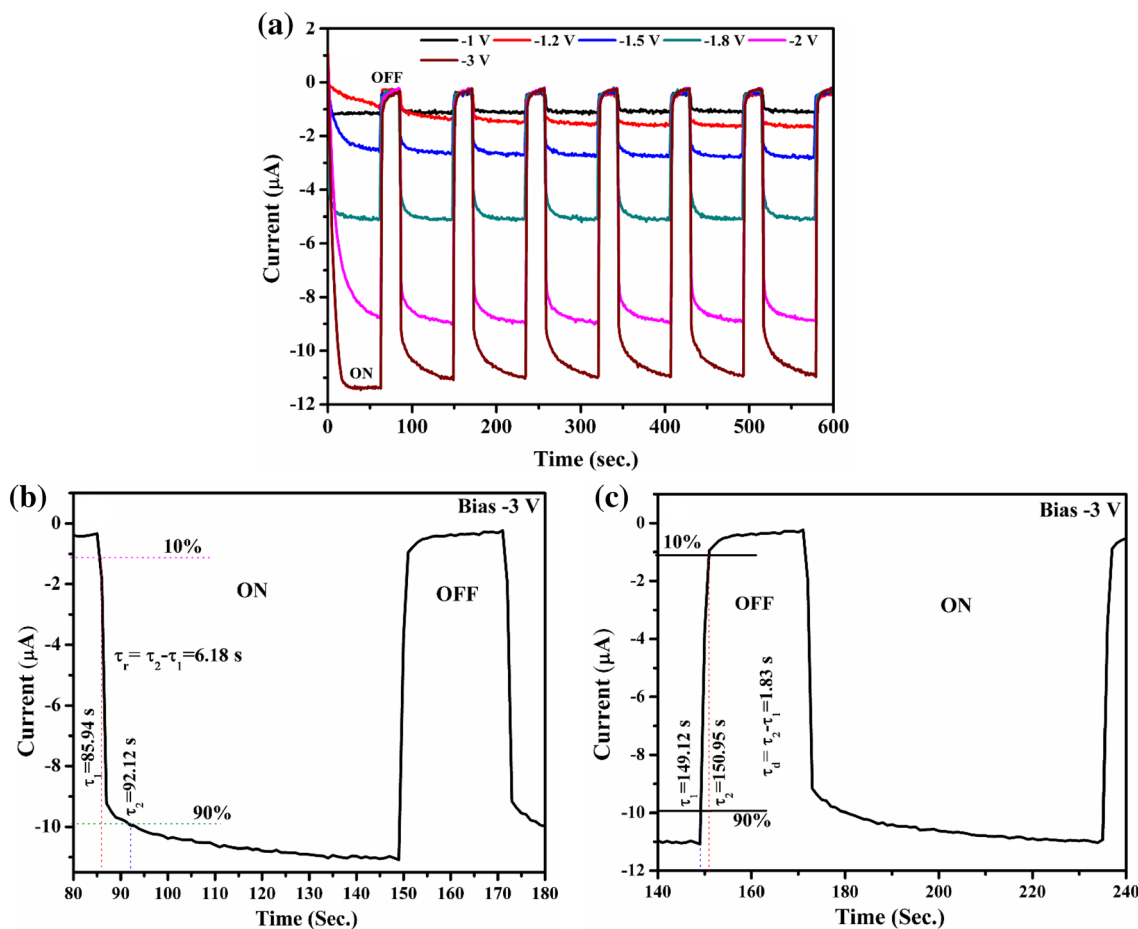 (a)
-1 V -1.2 V -1.5 V -1.8 V -2 V
-3 V
OFF
ON
2
0
-2
-4
-6
-8
-10
-12
Current (μA)
0 100 200 300 400 500 600
Time (sec.)
(b)
Bias -3 V
10%
ON
OFF
τr= τ2-τ1=6.18 s
τ1=85.94 s
τ2=92.12 s
90%
0
-2
-4
-6
-8
-10
Current (μA)
80 90 100 110 120 130 140 150 160 170 180
Time (Sec.)
(c)
Bias -3 V
10%
OFF
ON
τ1=149.12 s
τ2=150.95 s
τd= τ2-τ1=1.83 s
90%
0
-2
-4
-6
-8
-10
-12
Current (μA)
140 160 180 200 220 240
Time (Sec.)